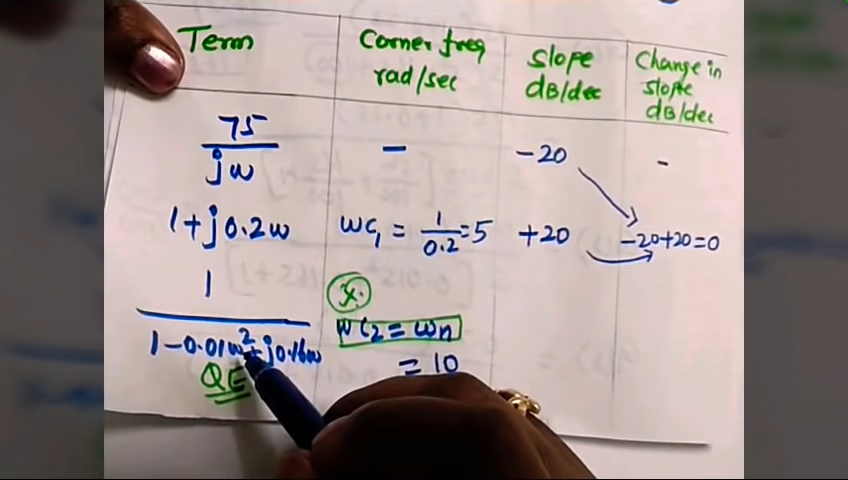 Term
Corner freq rad/sec
slope dB/dec
Change in slope dB/dec
75
jω
-
-20
-
1+j0.2ω
ωc₁ = 1/0.2 = 5
+20
-20+20=0
1
1-0.01ω²+j0.16ω
QE
x.
ωc₂ = ωn
= 10